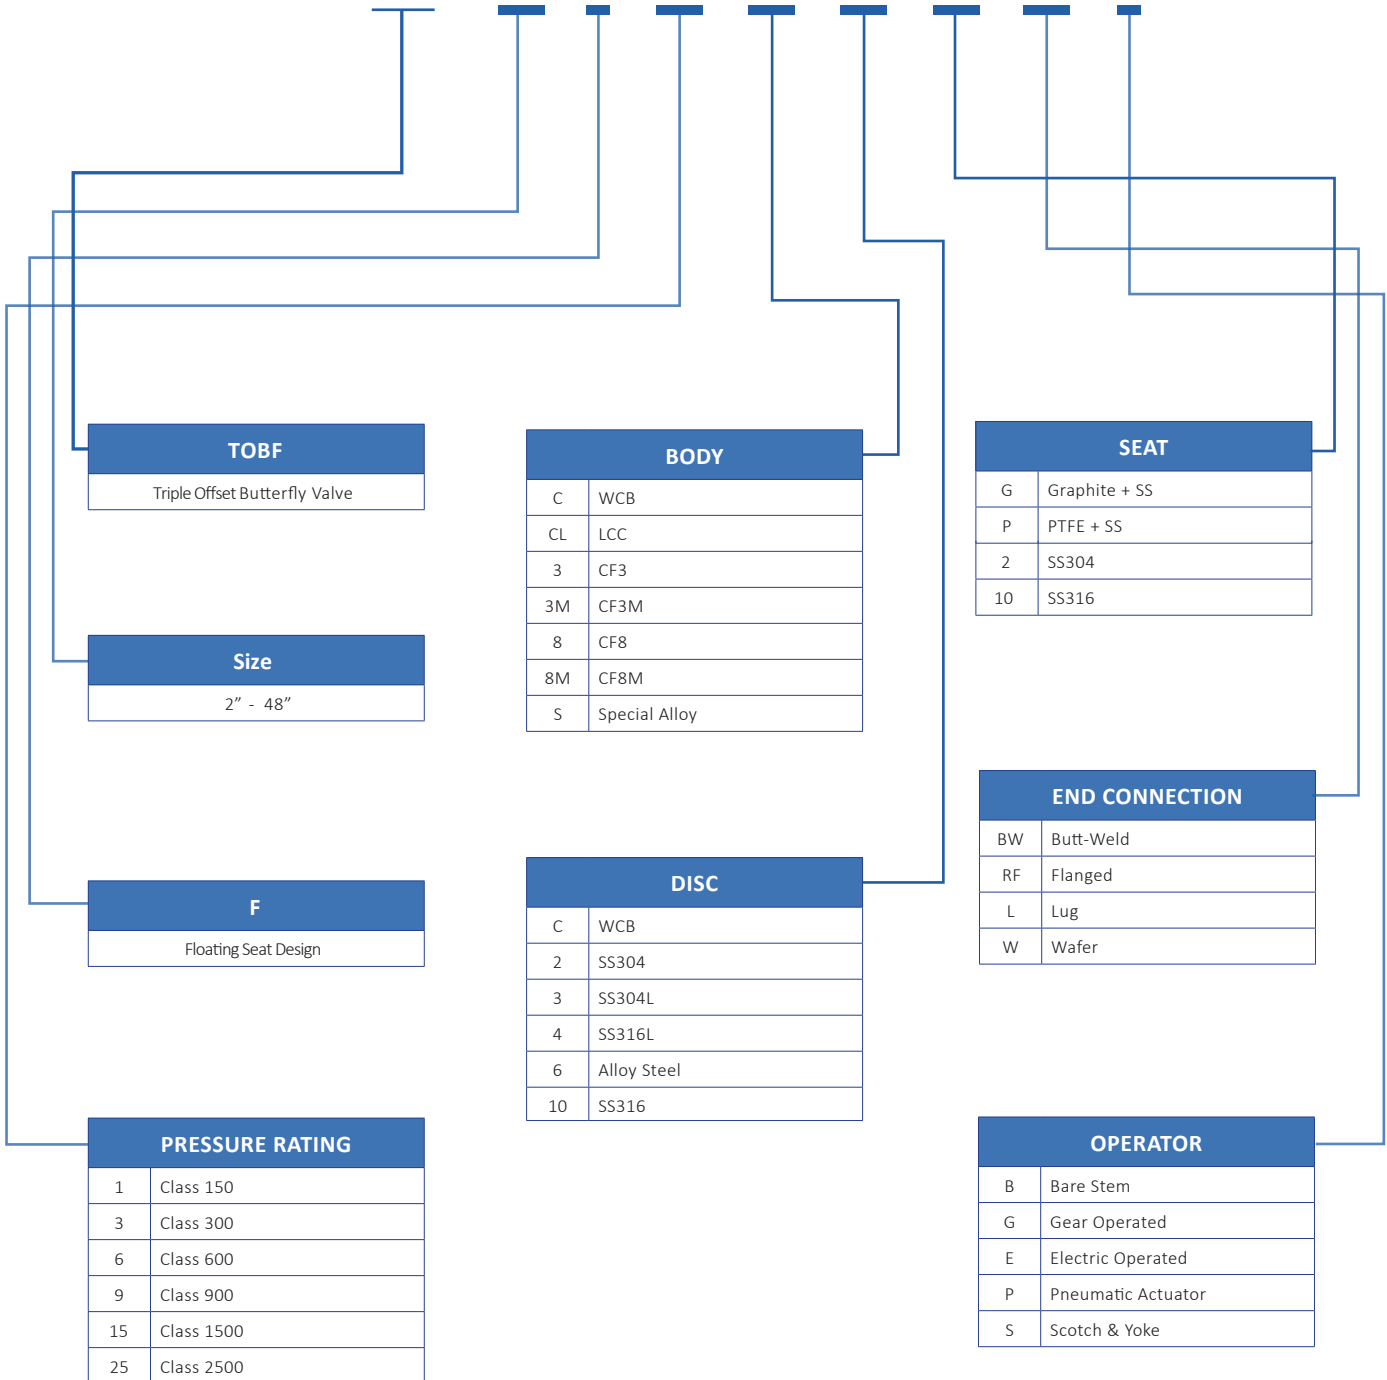 TOBF
Triple Offset Butterfly Valve
Size
2” - 48”
F
Floating Seat Design
PRESSURE RATING
1 Class 150
3 Class 300
6 Class 600
9 Class 900
15 Class 1500
25 Class 2500
BODY
C WCB
CL LCC
3 CF3
3M CF3M
8 CF8
8M CF8M
S Special Alloy
DISC
C WCB
2 SS304
3 SS304L
4 SS316L
6 Alloy Steel
10 SS316
SEAT
G Graphite + SS
P PTFE + SS
2 SS304
10 SS316
END CONNECTION
BW Butt-Weld
RF Flanged
L Lug
W Wafer
OPERATOR
B Bare Stem
G Gear Operated
E Electric Operated
P Pneumatic Actuator
S Scotch & Yoke